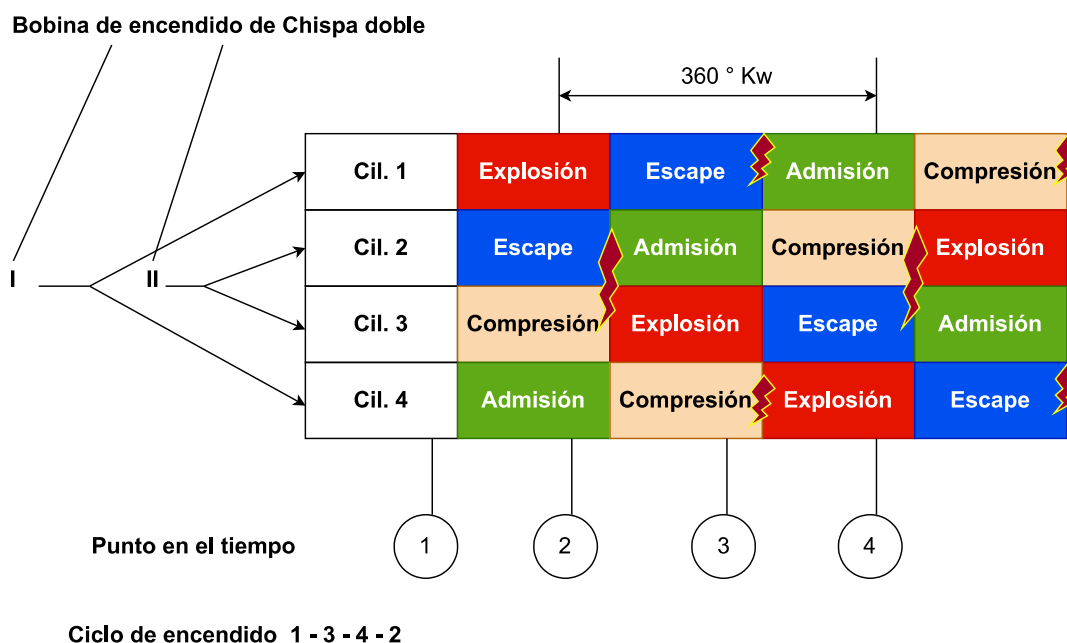 Bobina de encendido de Chispa doble
360 ° Kw
Cil. 1 Explosión Escape Admisión Compresión
Cil. 2 Escape Admisión Compresión Explosión
I II
Cil. 3 Compresión Explosión Escape Admisión
Cil. 4 Admisión Compresión Explosión Escape
Punto en el tiempo 1 2 3 4
Ciclo de encendido 1 - 3 - 4 - 2